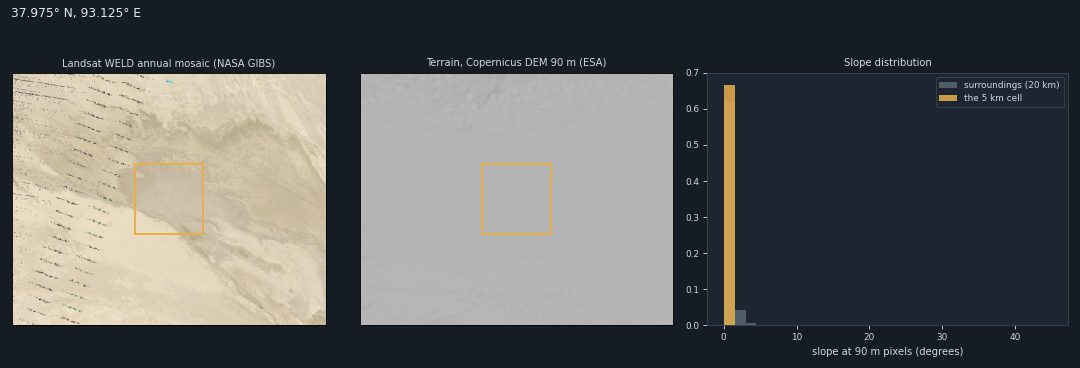 37.975° N, 93.125° E
Landsat WELD annual mosaic (NASA GIBS)
Terrain, Copernicus DEM 90 m (ESA)
Slope distribution
0.7
0.6
0.5
0.4
0.3
0.2
0.1
0.0
surroundings (20 km)
the 5 km cell
0
10
20
30
40
slope at 90 m pixels (degrees)